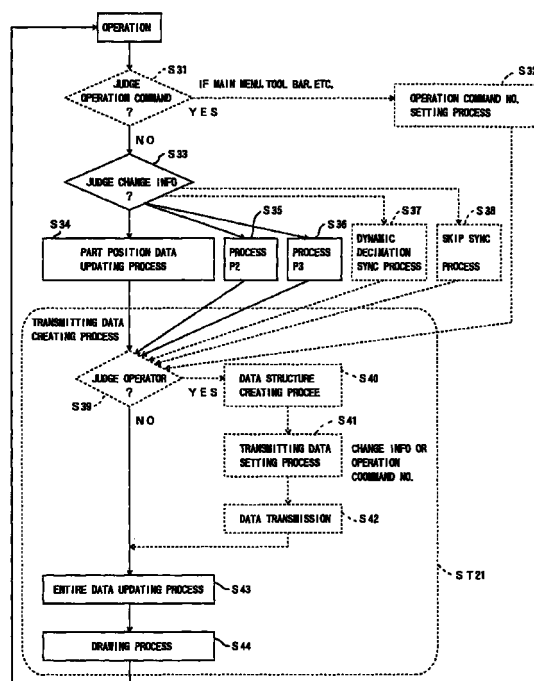 OPERATION
S31
JUDGE
OPERATION COMMAND
?
IF MAIN MENU.TOOL BAR.ETC.
YES
S32
OPERATION COMMAND NO.
SETTING PROCESS
NO
S33
JUDGE CHANGE INFO
?
S34
PART POSITION DATA
UPDATING PROCESS
S35
PROCESS
P2
S36
PROCESS
P3
S37
DYNAMIC
DECIMATION
SYNC PROCESS
S38
SKIP SYNC
PROCESS
TRANSMITTING DATA
CREATING PROCESS
JUDGE OPERATOR
?
S39
YES
NO
DATA STRUCTURE
CREATING PROCEE
S40
S41
TRANSMITTING DATA
SETTING PROCESS
CHANGE INFO OR
OPERATION
COOMMAND NO.
DATA TRANSMISSION
S42
ST21
ENTIRE DATA UPDATING PROCESS
S43
DRAWING PROCESS
S44